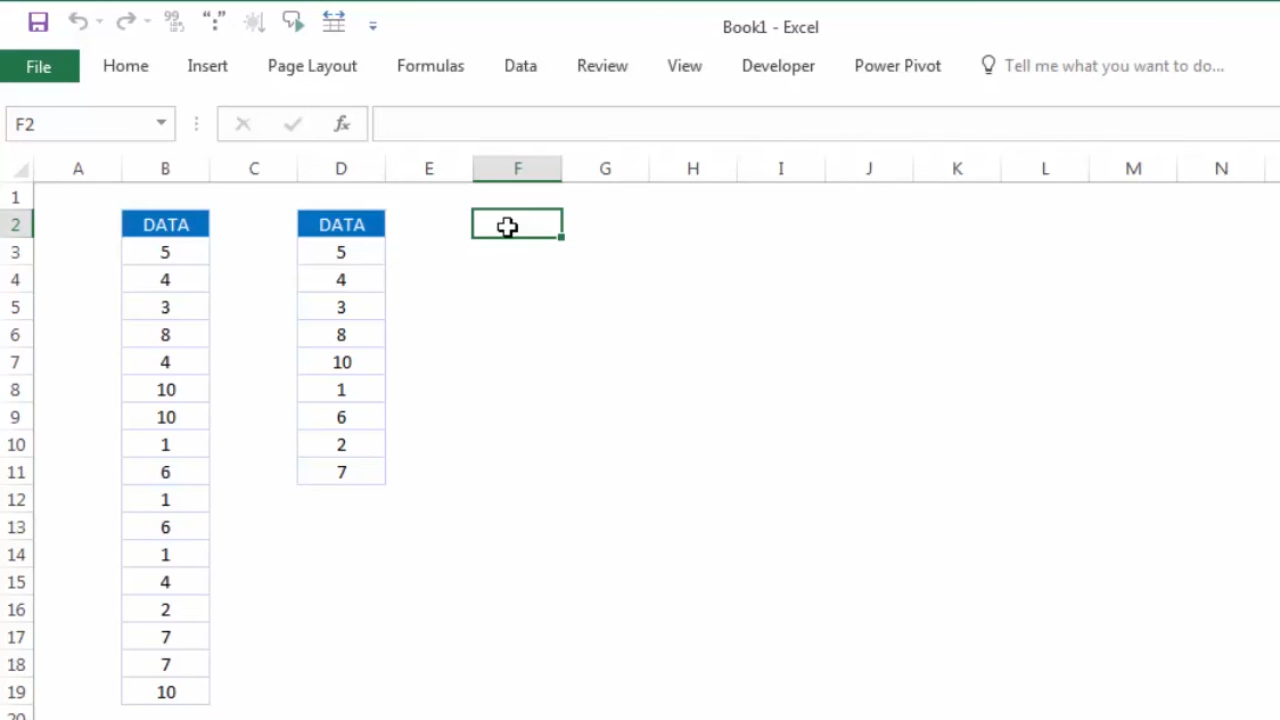 99
Book1 - Excel
File Home Insert Page Layout Formulas Data Review View Developer Power Pivot Tell me what you want to do...
F2 fx
A B C D E F G H I J K L M N
1
2 DATA DATA
3 5 5
4 4 4
5 3 3
6 8 8
7 4 10
8 10 1
9 10 6
10 1 2
11 6 7
12 1
13 6
14 1
15 4
16 2
17 7
18 7
19 10
20